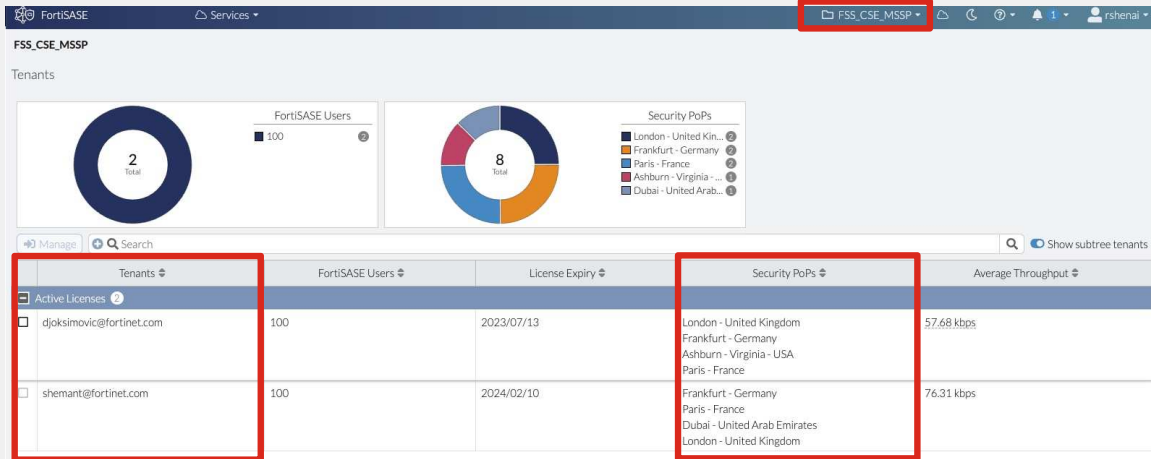 FortiSASE Services FSS_CSE_MSSP 1 rshenai
FSS_CSE_MSSP
Tenants
2
Total
FortiSASE Users
100 2
8
Total
Security PoPs
London - United Kin... 2
Frankfurt - Germany 2
Paris - France 2
Ashburn - Virginia - ... 1
Dubai - United Arab... 1
Manage Search Show subtree tenants
Tenants FortiSASE Users License Expiry Security PoPs Average Throughput
Active Licenses 2
djoksimovic@fortinet.com 100 2023/07/13 London - United Kingdom 57.68 kbps
Frankfurt - Germany
Ashburn - Virginia - USA
Paris - France
shemant@fortinet.com 100 2024/02/10 Frankfurt - Germany 76.31 kbps
Paris - France
Dubai - United Arab Emirates
London - United Kingdom